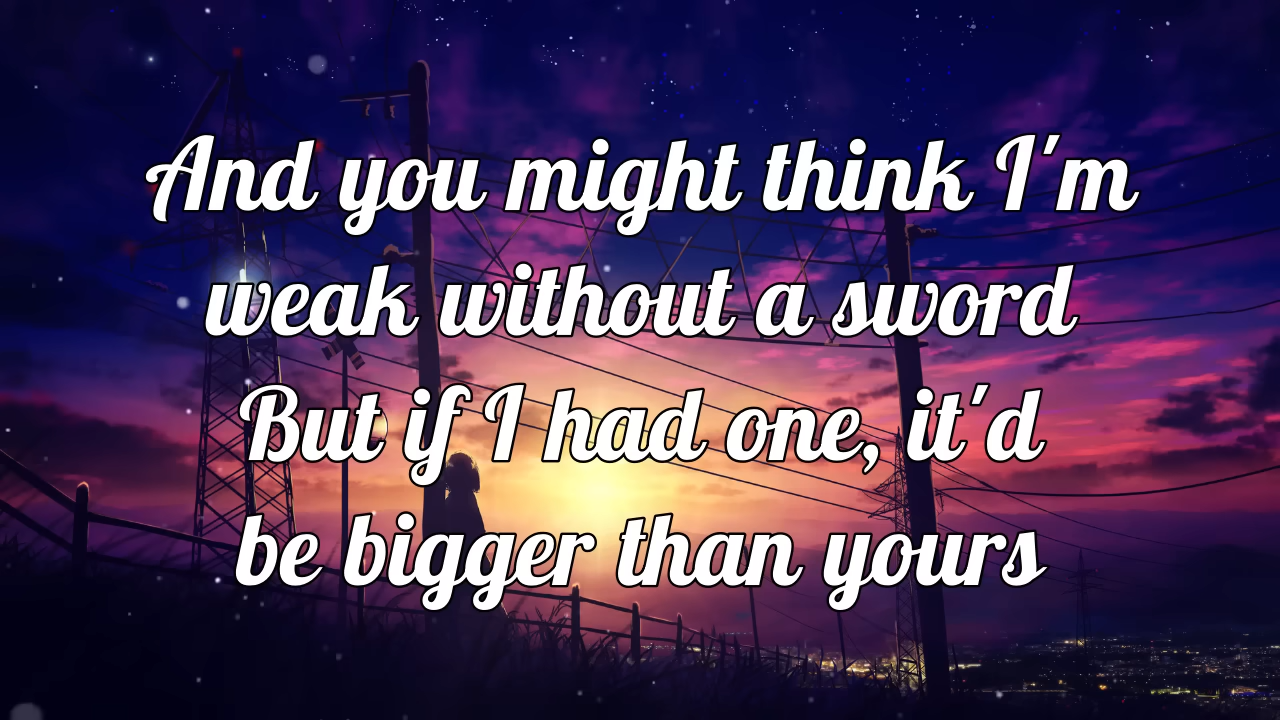 And you might think I'm
weak without a sword
But if I had one, it'd
be bigger than yours